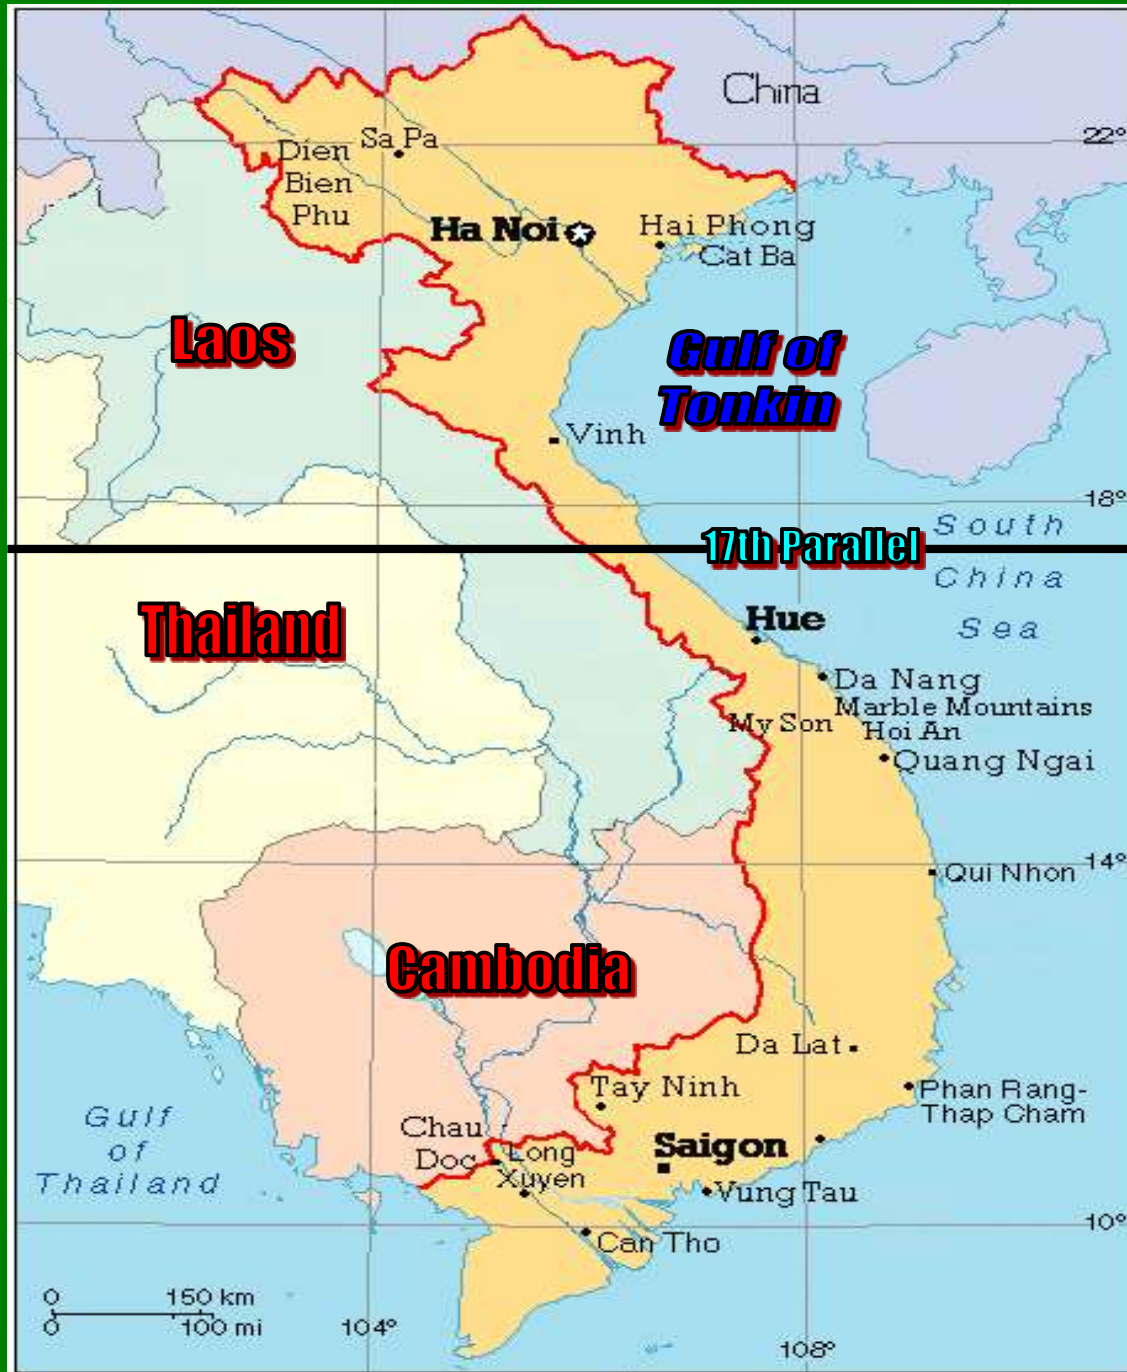 China
22°
Sa Pa
Dien
Bien
Phu
Ha Noi
Hai Phong
Cat Ba
Laos
Gulf of
Tonkin
Vinh
18°
South
17th Parallel
China
Sea
Thailand
Hue
Da Nang
Marble Mountains
My Son
Hoi An
Quang Ngai
14°
Qui Nhon
Cambodia
Da Lat
Tay Ninh
Phan Rang-
Thap Cham
Gulf
of
Thailand
Chau
Doc
Long
Xuyen
Saigon
Vung Tau
10°
Can Tho
0 150 km
0 100 mi
104°
108°